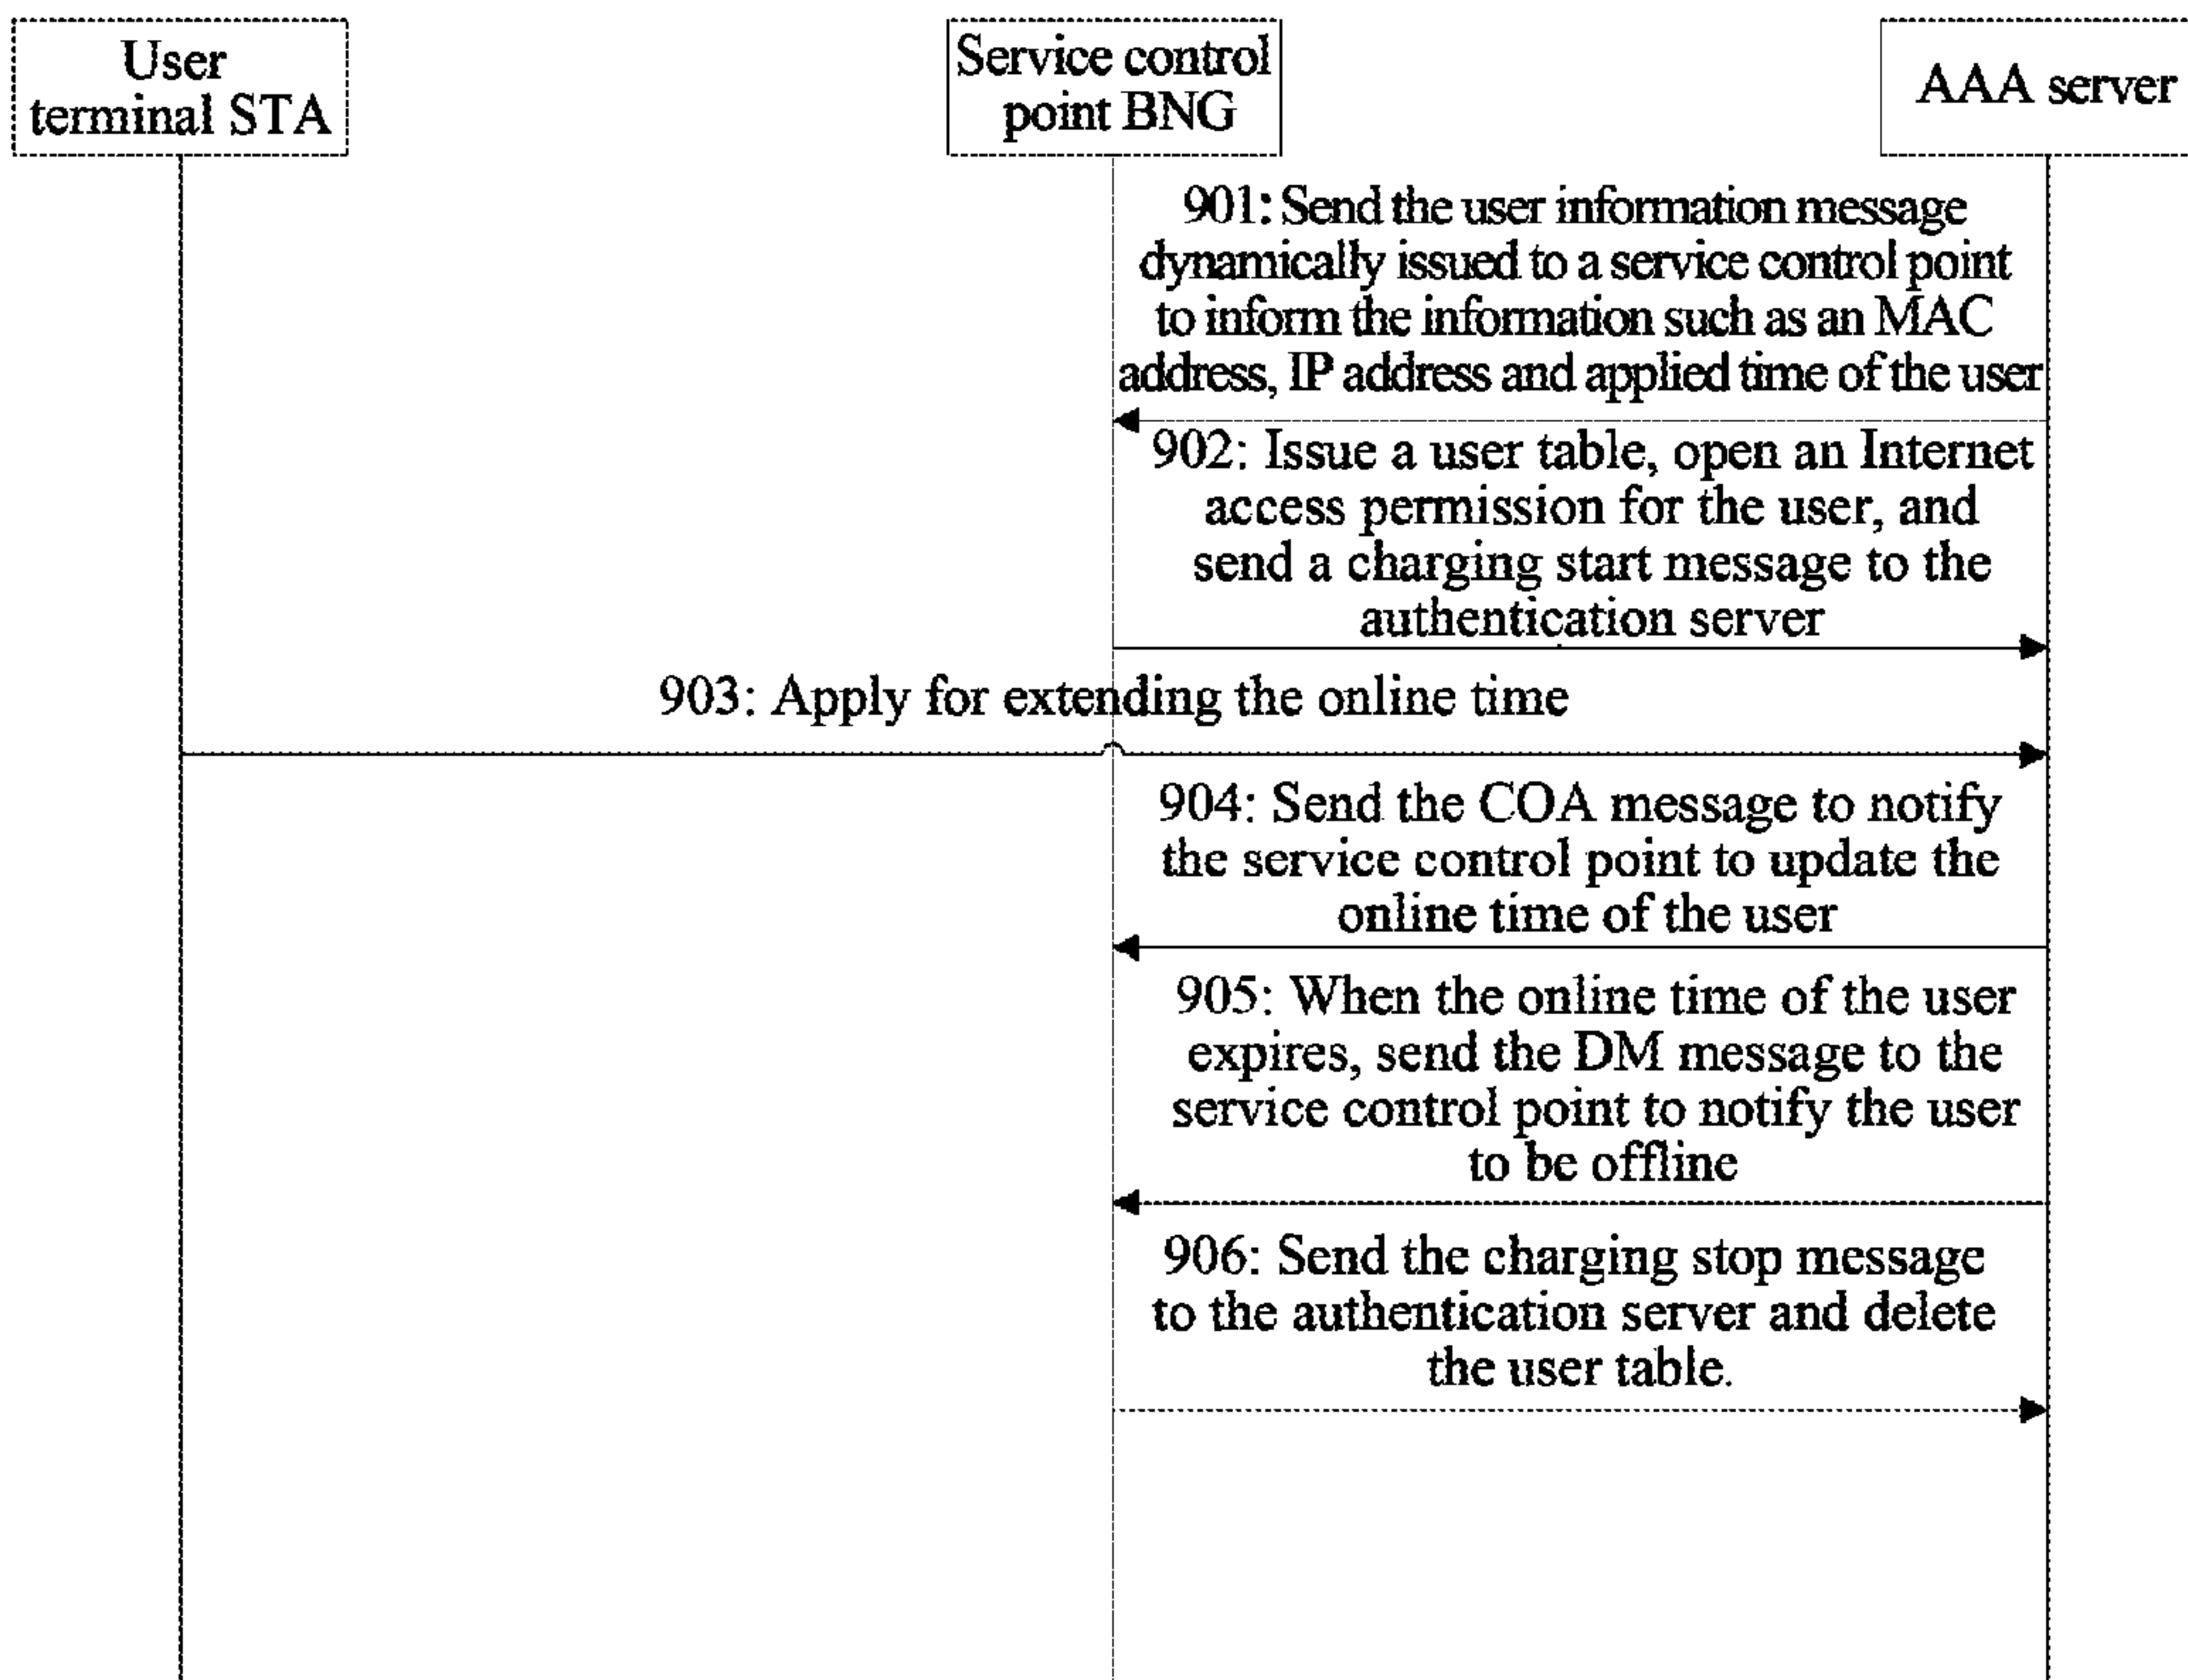 User
terminal STA
Service control
point BNG
AAA server
901: Send the user information message
dynamically issued to a service control point
to inform the information such as an MAC
address, IP address and applied time of the user
902: Issue a user table, open an Internet
access permission for the user, and
send a charging start message to the
authentication server
903: Apply for extending the online time
904: Send the COA message to notify
the service control point to update the
online time of the user
905: When the online time of the user
expires, send the DM message to the
service control point to notify the user
to be offline
906: Send the charging stop message
to the authentication server and delete
the user table.